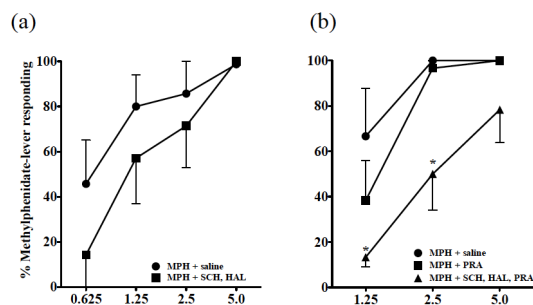 (a)
(b)
% Methylphenidate-lever responding
100
80
60
40
20
0
MPH + saline
MPH + SCH, HAL
0.625 1.25 2.5 5.0
100
80
60
40
20
0
*
*
MPH + saline
MPH + PRA
MPH + SCH, HAL, PRA
1.25 2.5 5.0